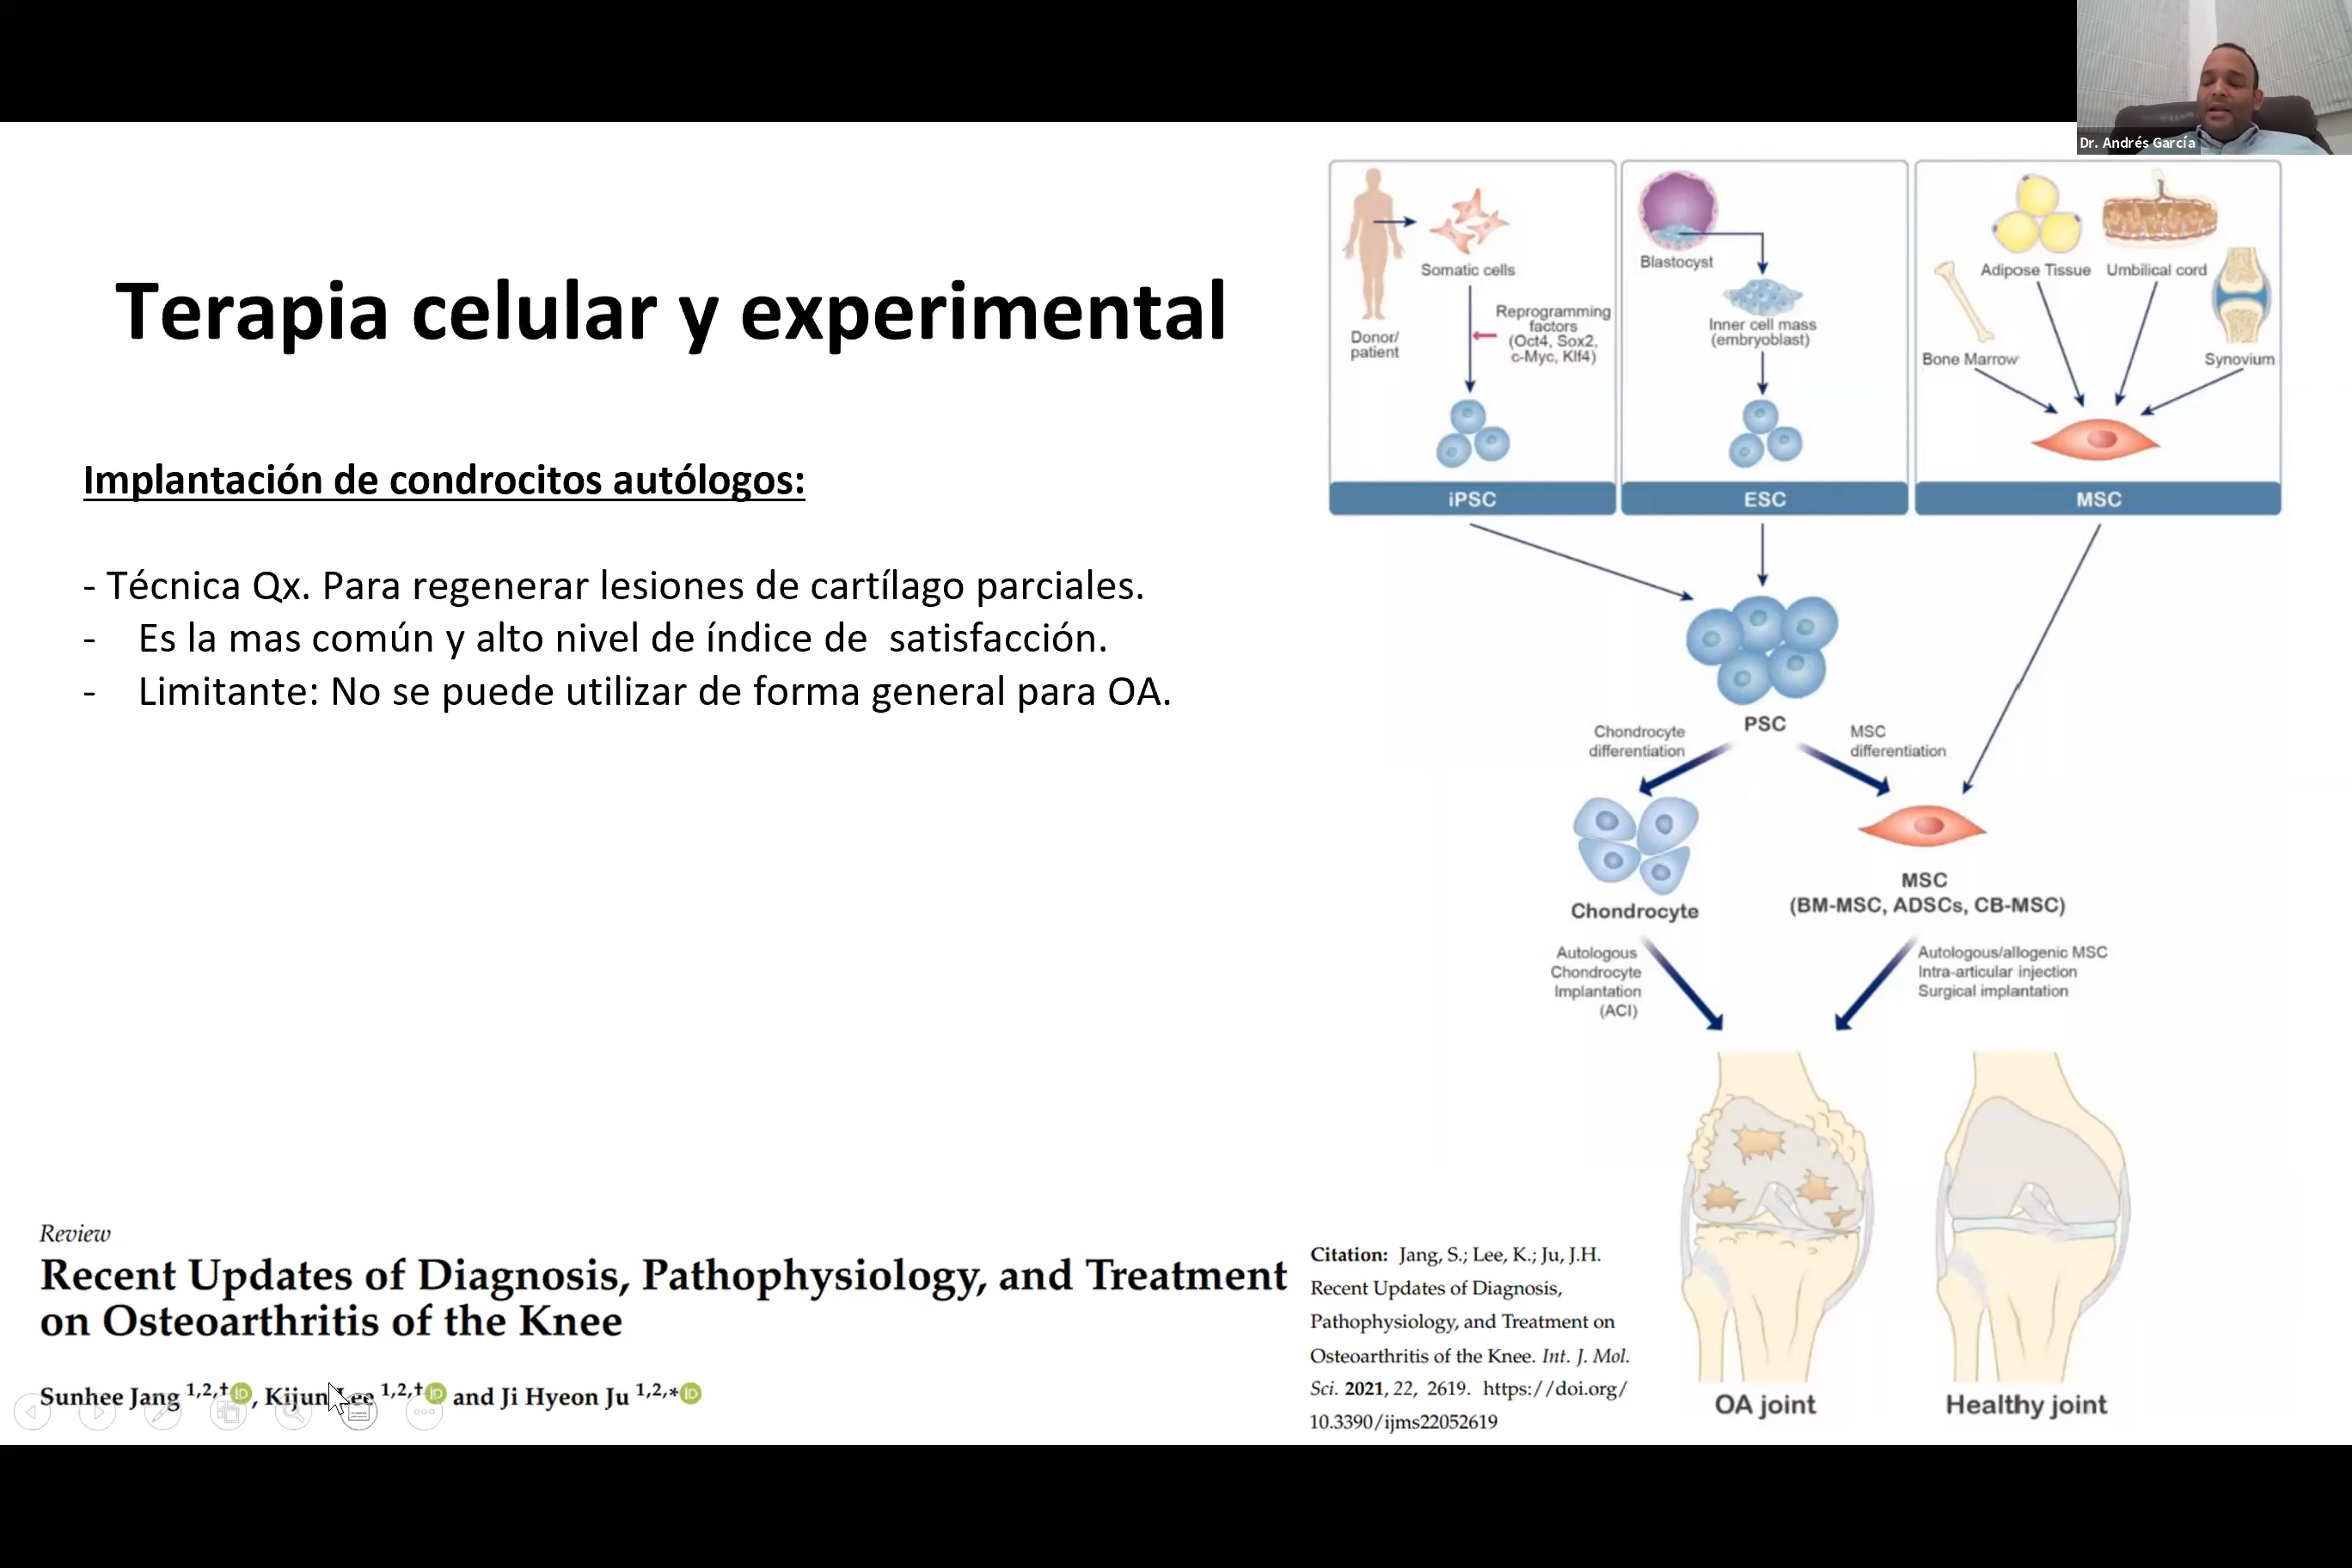 Dr. Andrés García
Terapia celular y experimental
Implantación de condrocitos autólogos:
- Técnica Qx. Para regenerar lesiones de cartílago parciales.
- Es la mas común y alto nivel de índice de satisfacción.
- Limitante: No se puede utilizar de forma general para OA.
Donor/
patient
Somatic cells
Reprogramming
factors
(Oct4, Sox2,
c-Myc, Klf4)
iPSC
Blastocyst
Inner cell mass
(embryoblast)
ESC
Adipose Tissue
Umbilical cord
Bone Marrow
Synovium
MSC
PSC
Chondrocyte
differentiation
MSC
differentiation
Chondrocyte
MSC
(BM-MSC, ADSCs, CB-MSC)
Autologous
Chondrocyte
Implantation
(ACI)
Autologous/allogenic MSC
Intra-articular injection
Surgical implantation
OA joint
Healthy joint
Review
Recent Updates of Diagnosis, Pathophysiology, and Treatment
on Osteoarthritis of the Knee
Sunhee Jang 1,2,†, Kijun Lee 1,2,† and Ji Hyeon Ju 1,2,*
Citation: Jang, S.; Lee, K.; Ju, J.H.
Recent Updates of Diagnosis,
Pathophysiology, and Treatment on
Osteoarthritis of the Knee. Int. J. Mol.
Sci. 2021, 22, 2619. https://doi.org/
10.3390/ijms22052619